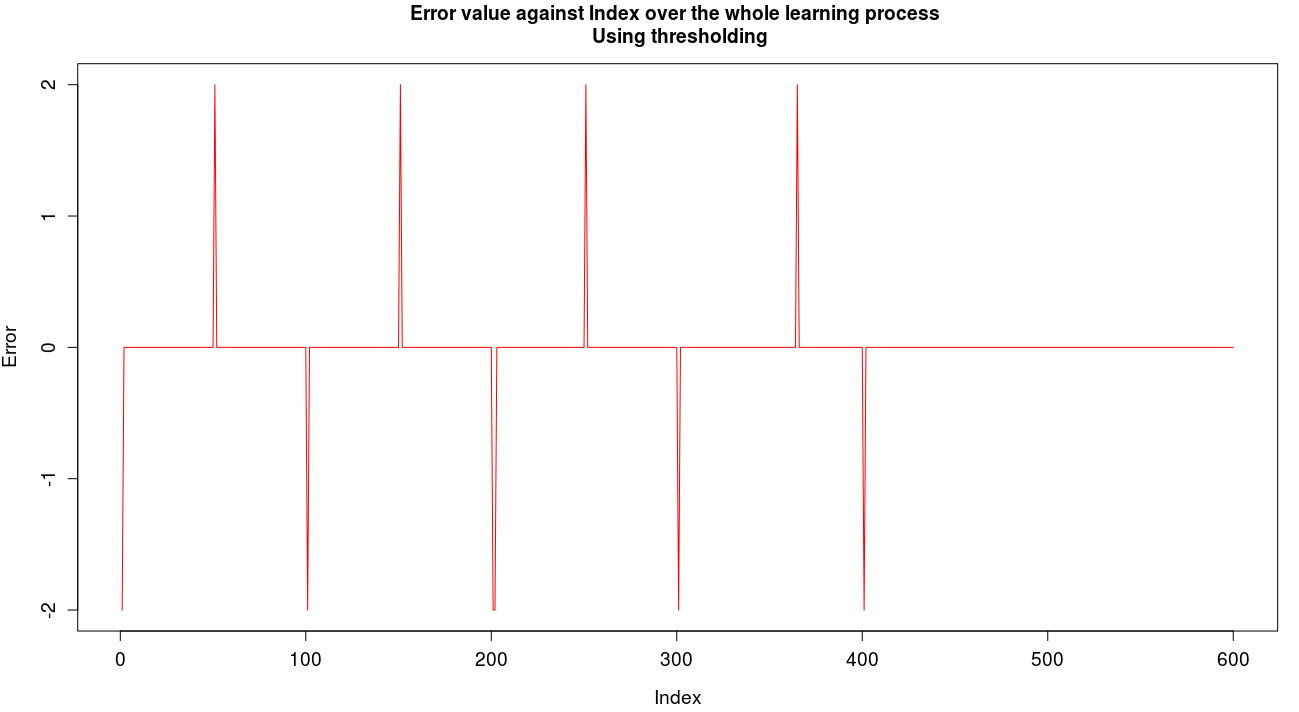 Error value against Index over the whole learning process
Using thresholding
2
1
0
-1
-2
Error
0 100 200 300 400 500 600
Index